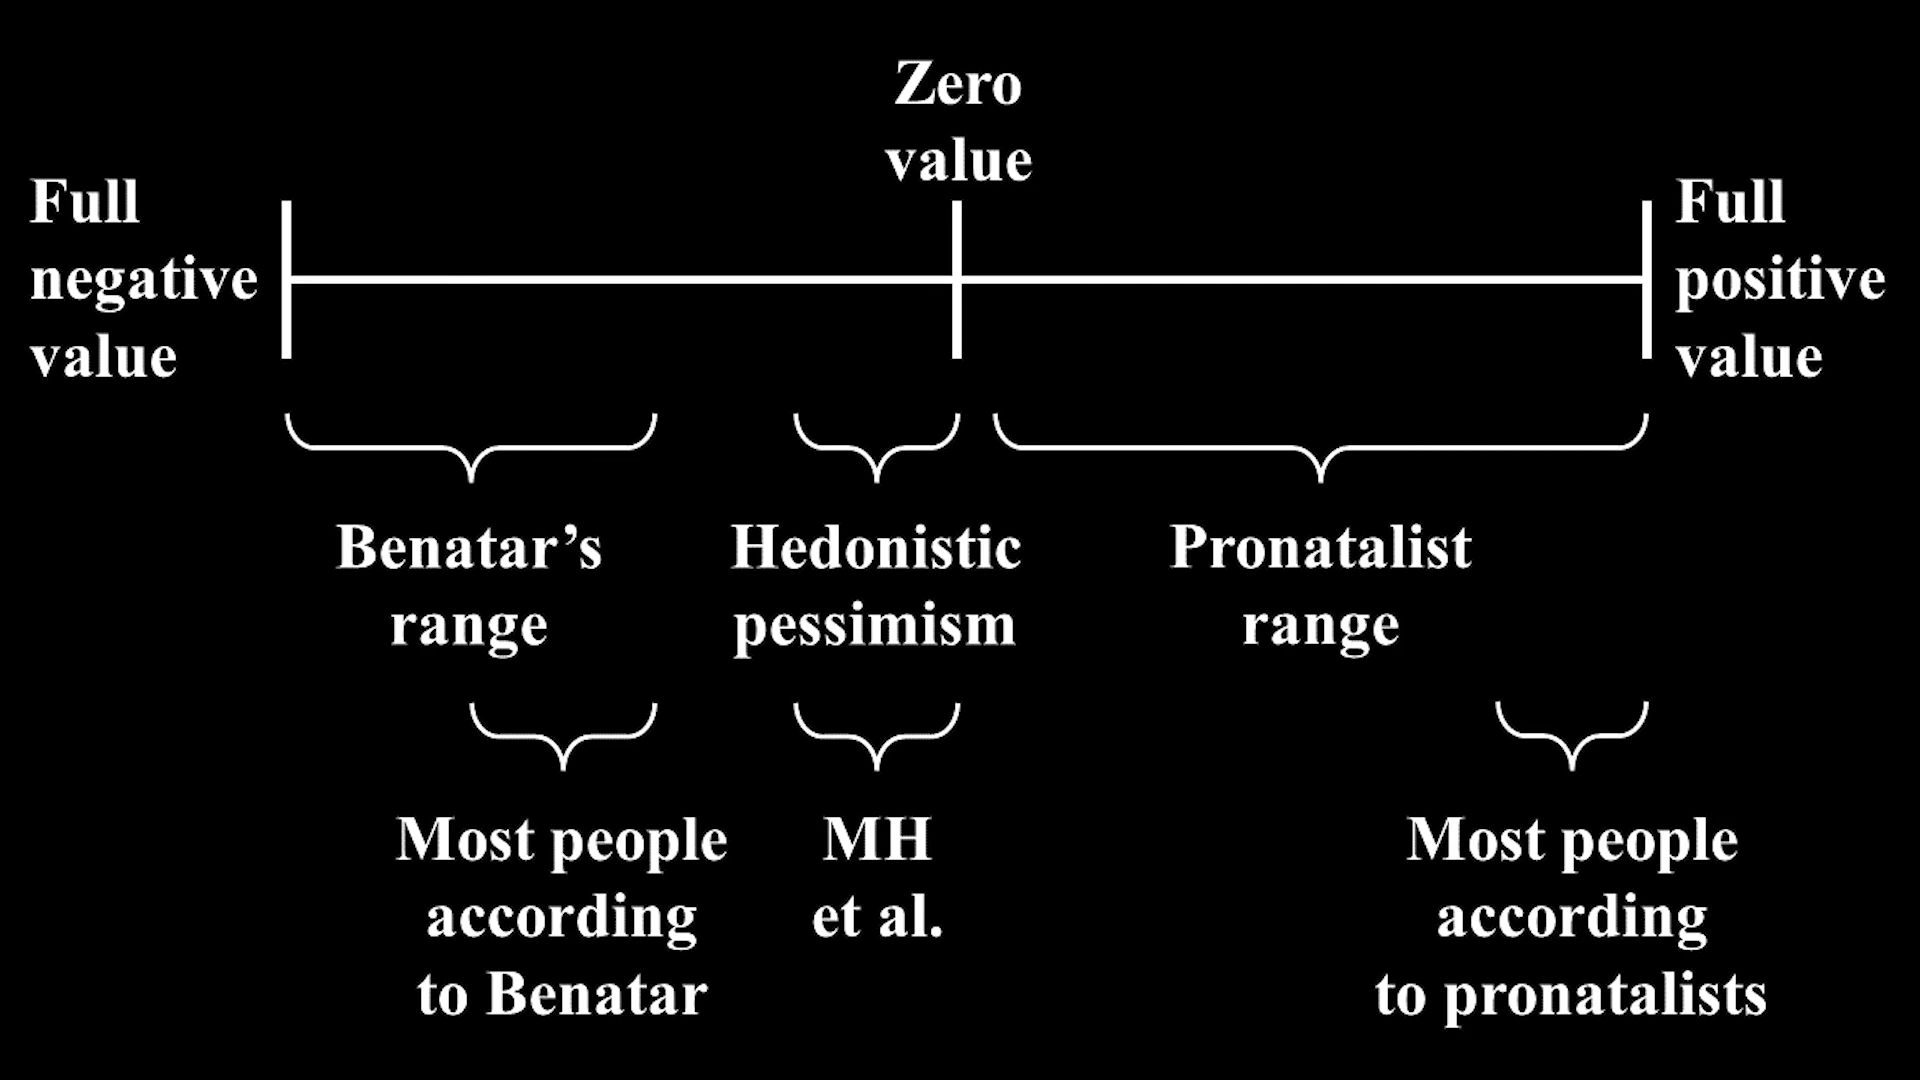 Zero
value
Full
negative
value
Full
positive
value
Benatar’s
range
Hedonistic
pessimism
Pronatalist
range
Most people
according
to Benatar
MH
et al.
Most people
according
to pronatalists